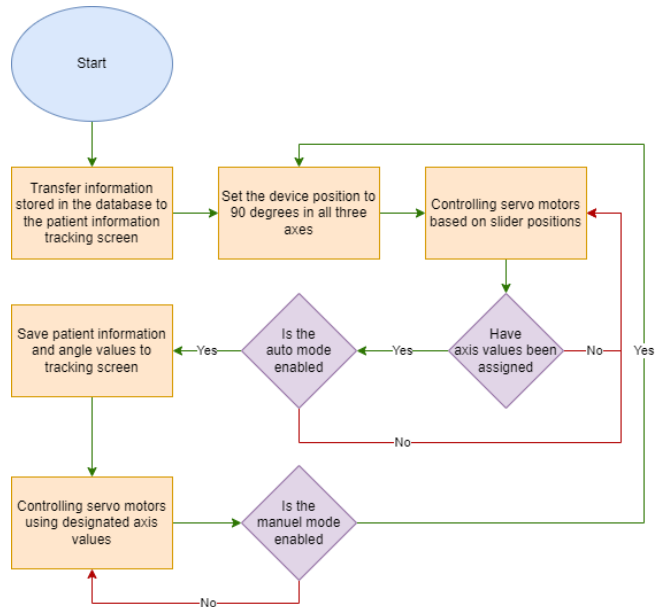 Start
Transfer information
stored in the database to
the patient information
tracking screen
Set the device position to
90 degrees in all three
axes
Controlling servo motors
based on slider positions
Save patient information
and angle values to
tracking screen
Yes
Is the
auto mode
enabled
Yes
Have
axis values been
assigned
No
Yes
No
Controlling servo motors
using designated axis
values
Is the
manuel mode
enabled
No